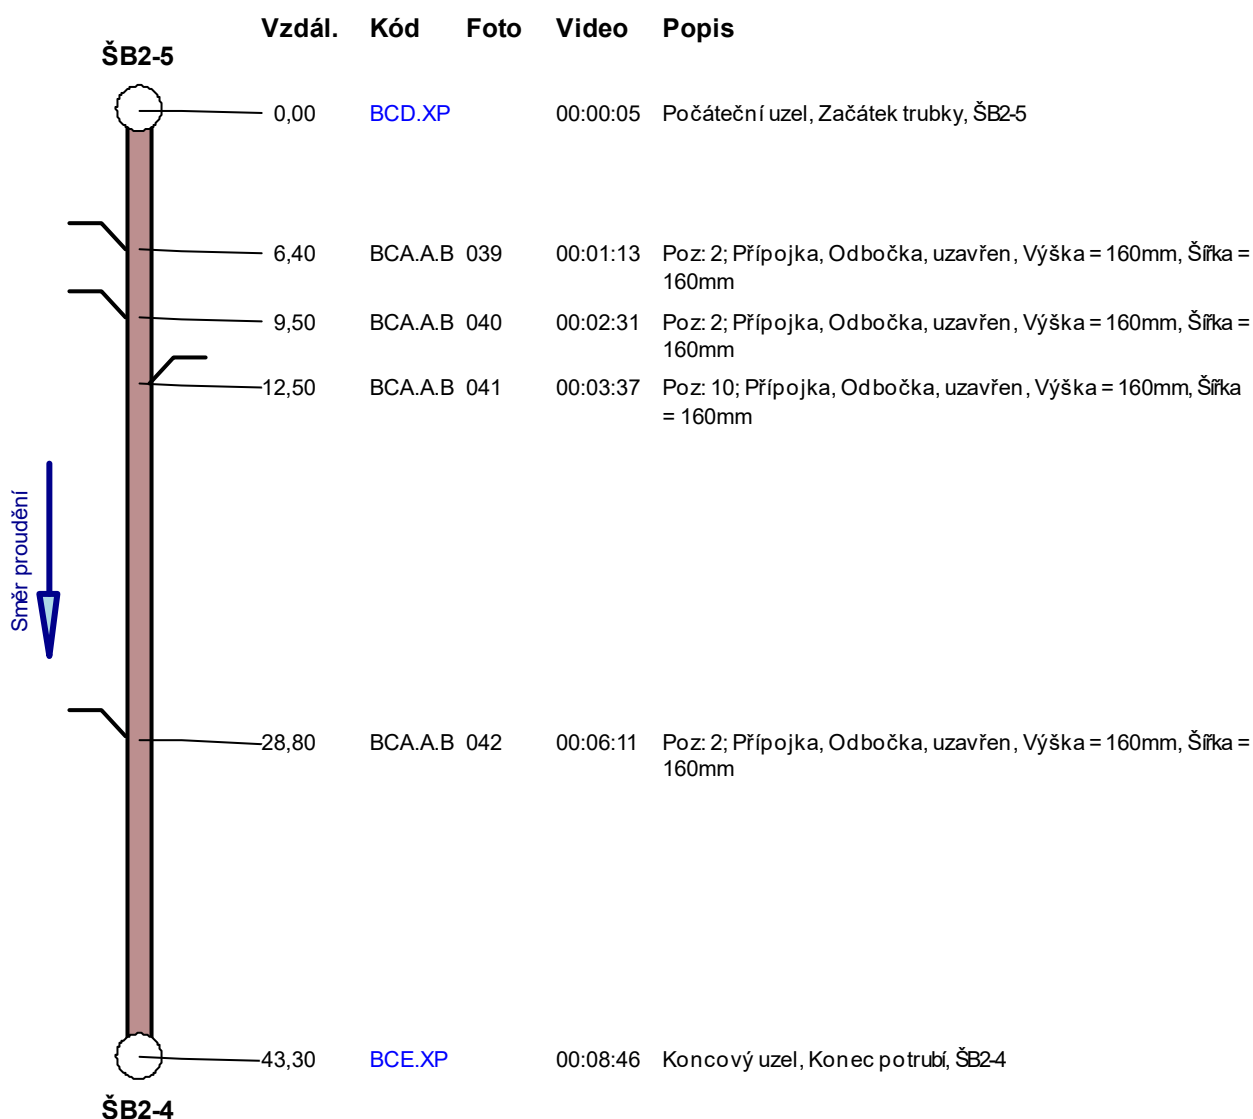 Vzdál. Kód Foto Video Popis
ŠB2-5
0,00 BCD.XP 00:00:05 Počáteční uzel, Začátek trubky, ŠB2-5
6,40 BCA.A.B 039 00:01:13 Poz: 2; Přípojka, Odbočka, uzavřen, Výška = 160mm, Šířka =
160mm
9,50 BCA.A.B 040 00:02:31 Poz: 2; Přípojka, Odbočka, uzavřen, Výška = 160mm, Šířka =
160mm
12,50 BCA.A.B 041 00:03:37 Poz: 10; Přípojka, Odbočka, uzavřen, Výška = 160mm, Šířka
= 160mm
Směr proudění
28,80 BCA.A.B 042 00:06:11 Poz: 2; Přípojka, Odbočka, uzavřen, Výška = 160mm, Šířka =
160mm
43,30 BCE.XP 00:08:46 Koncový uzel, Konec potrubí, ŠB2-4
ŠB2-4